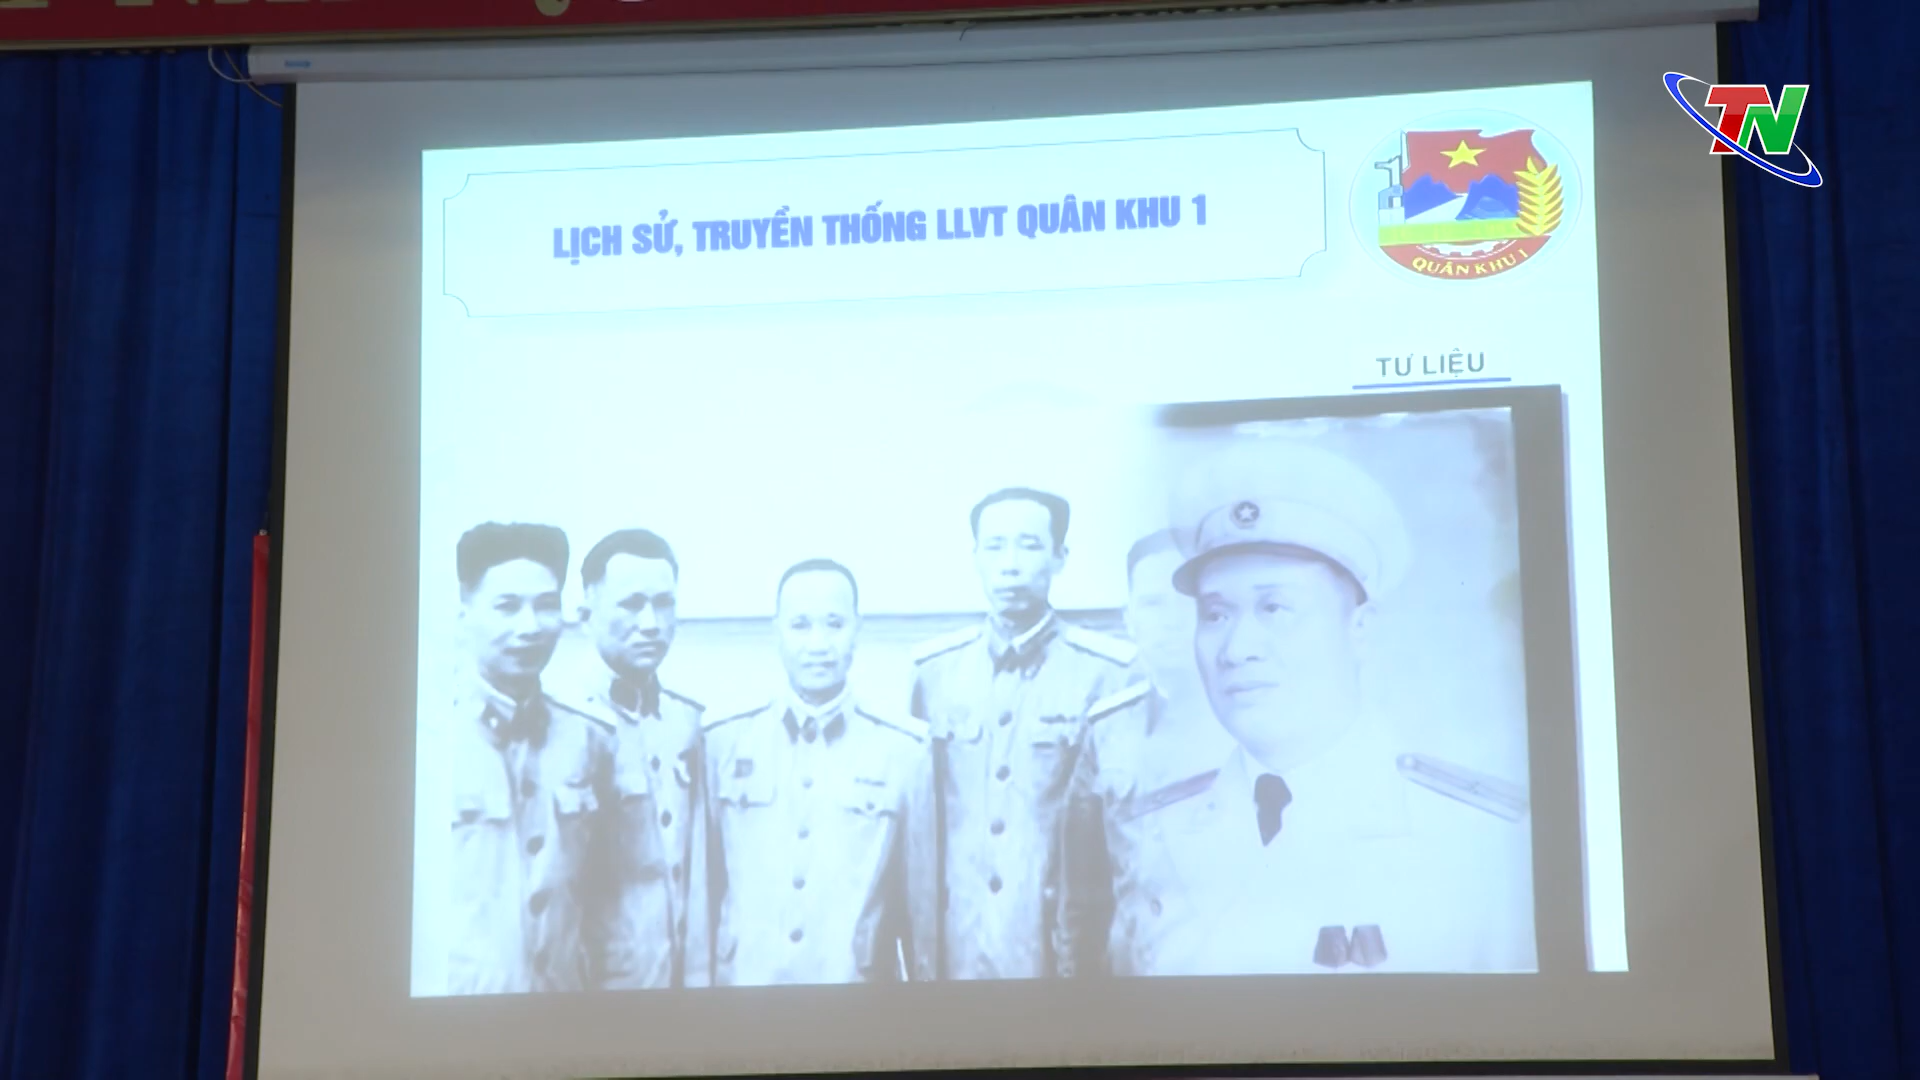 TN
LỊCH SỬ, TRUYỀN THỐNG LLVT QUÂN KHU 1
QUÂN KHU 1
TƯ LIỆU